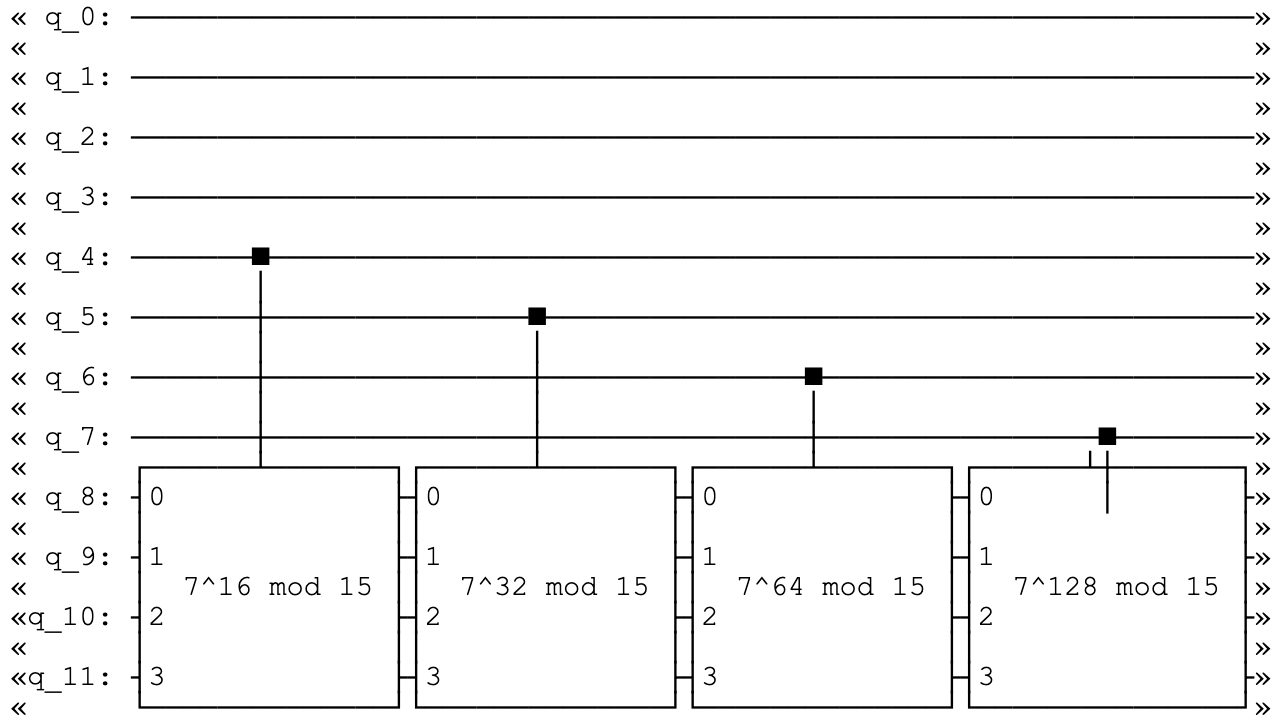 « q_0: »
« »
« q_1: »
« »
« q_2: »
« »
« q_3: »
« »
« q_4: »
« »
« q_5: »
« »
« q_6: »
« »
« q_7: »
« »
« q_8: 0 0 0 0 »
« »
« q_9: 1 1 1 1 »
« 7^16 mod 15 7^32 mod 15 7^64 mod 15 7^128 mod 15 »
«q_10: 2 2 2 2 »
« »
«q_11: 3 3 3 3 »
« »